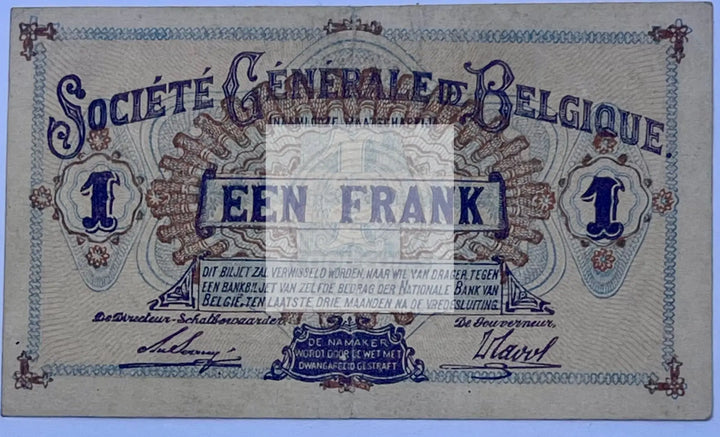 SOCIÉTÉ GÉNÉRALE DE BELGIQUE.
NAAMLOOZE MAATSCHAPPIJ
1 EEN FRANK 1
DIT BILJET ZAL VERWISSELD WORDEN, NAAR WIL VAN DRAGER, TEGEN
EEN BANKBILJET VAN ZELFDE BEDRAG DER NATIONALE BANK VAN
BELGIË, TEN LAATSTE DRIE MAANDEN NA DE VREDESLUITING.
De Directeur-Schatbewaarder
De Gouverneur,
DE NAMAKER
WORDT DOOR DE WET MET
DWANGARBEID GESTRAFT